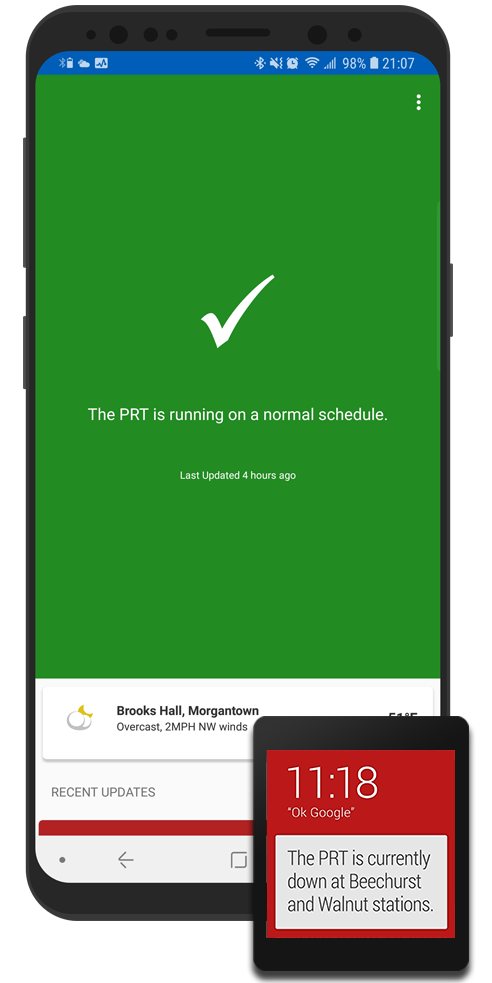 98% 21:07
The PRT is running on a normal schedule.
Last Updated 4 hours ago
Brooks Hall, Morgantown
Overcast, 2MPH NW winds
RECENT UPDATES
11:18
"Ok Google"
The PRT is currently
down at Beechurst
and Walnut stations.